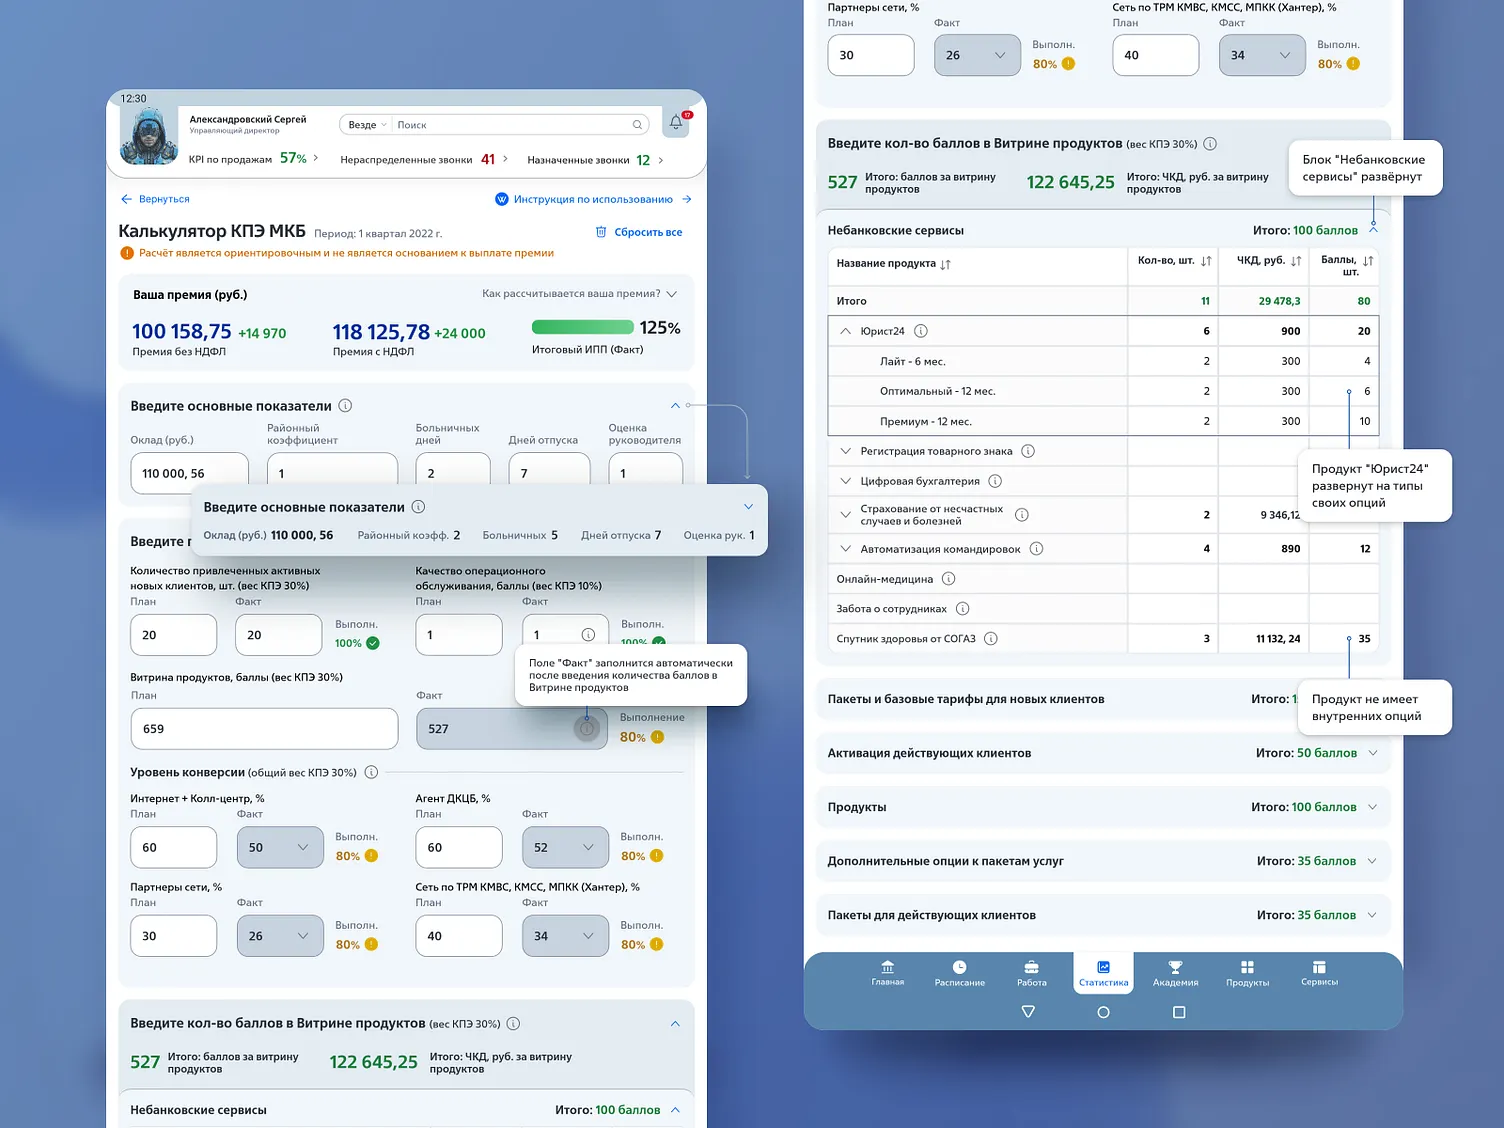 12:30
Александровский Сергей
Управляющий директор
Везде
Поиск
17
KPI по продажам 57%
Нераспределенные звонки 41
Назначенные звонки 12
Вернуться
Инструкция по использованию
Калькулятор КПЭ МКБ
Период: 1 квартал 2022 г.
Сбросить все
Расчёт является ориентировочным и не является основанием к выплате премии
Ваша премия (руб.)
Как рассчитывается ваша премия?
100 158,75 +14 970
Премия без НДФЛ
118 125,78 +24 000
Премия с НДФЛ
125%
Итоговый ИПП (Факт)
Введите основные показатели
Оклад (руб.)
110 000, 56
Районный
коэффициент
1
Больничных
дней
2
Дней отпуска
7
Оценка
руководителя
1
Введите основные показатели
Оклад (руб.) 110 000, 56
Районный коэфф. 2
Больничных 5
Дней отпуска 7
Оценка рук. 1
Введите
Количество привлеченных активных
новых клиентов, шт. (вес КПЭ 30%)
План
Факт
20
20
Выполн.
100%
Качество операционного
обслуживания, баллы (вес КПЭ 10%)
План
Факт
1
1
Выполн.
100%
Поле "Факт" заполнится автоматически
после введения количества баллов в
Витрине продуктов
Витрина продуктов, баллы (вес КПЭ 30%)
План
Факт
659
527
Выполнение
80%
Уровень конверсии (общий вес КПЭ 30%)
Интернет + Колл-центр, %
План
Факт
60
50
Выполн.
80%
Агент ДКЦБ, %
План
Факт
60
52
Выполн.
80%
Партнеры сети, %
План
Факт
30
26
Выполн.
80%
Сеть по ТРМ КМВС, КМСС, МПКК (Хантер), %
План
Факт
40
34
Выполн.
80%
Введите кол-во баллов в Витрине продуктов (вес КПЭ 30%)
527
Итого: баллов за витрину
продуктов
122 645,25
Итого: ЧКД, руб. за витрину
продуктов
Небанковские сервисы
Итого: 100 баллов
Партнеры сети, %
План
Факт
30
26
Выполн.
80%
Сеть по ТРМ КМВС, КМСС, МПКК (Хантер), %
План
Факт
40
34
Выполн.
80%
Введите кол-во баллов в Витрине продуктов (вес КПЭ 30%)
527
Итого: баллов за витрину
продуктов
122 645,25
Итого: ЧКД, руб. за витрину
продуктов
Блок "Небанковские
сервисы" развёрнут
Небанковские сервисы
Итого: 100 баллов
Название продукта
Кол-во, шт.
ЧКД, руб.
Баллы,
шт.
Итого 11 29 478,3 80
Юрист24 6 900 20
Лайт - 6 мес. 2 300 4
Оптимальный - 12 мес. 2 300 6
Премиум - 12 мес. 2 300 10
Регистрация товарного знака
Цифровая бухгалтерия
Страхование от несчастных
случаев и болезней
2 9 346,12
Автоматизация командировок 4 890 12
Онлайн-медицина
Забота о сотрудниках
Спутник здоровья от СОГАЗ 3 11 132, 24 35
Продукт "Юрист24"
развернут на типы
своих опций
Продукт не имеет
внутренних опций
Пакеты и базовые тарифы для новых клиентов
Итого:
Активация действующих клиентов
Итого: 50 баллов
Продукты
Итого: 100 баллов
Дополнительные опции к пакетам услуг
Итого: 35 баллов
Пакеты для действующих клиентов
Итого: 35 баллов
Главная
Расписание
Работа
Статистика
Академия
Продукты
Сервисы